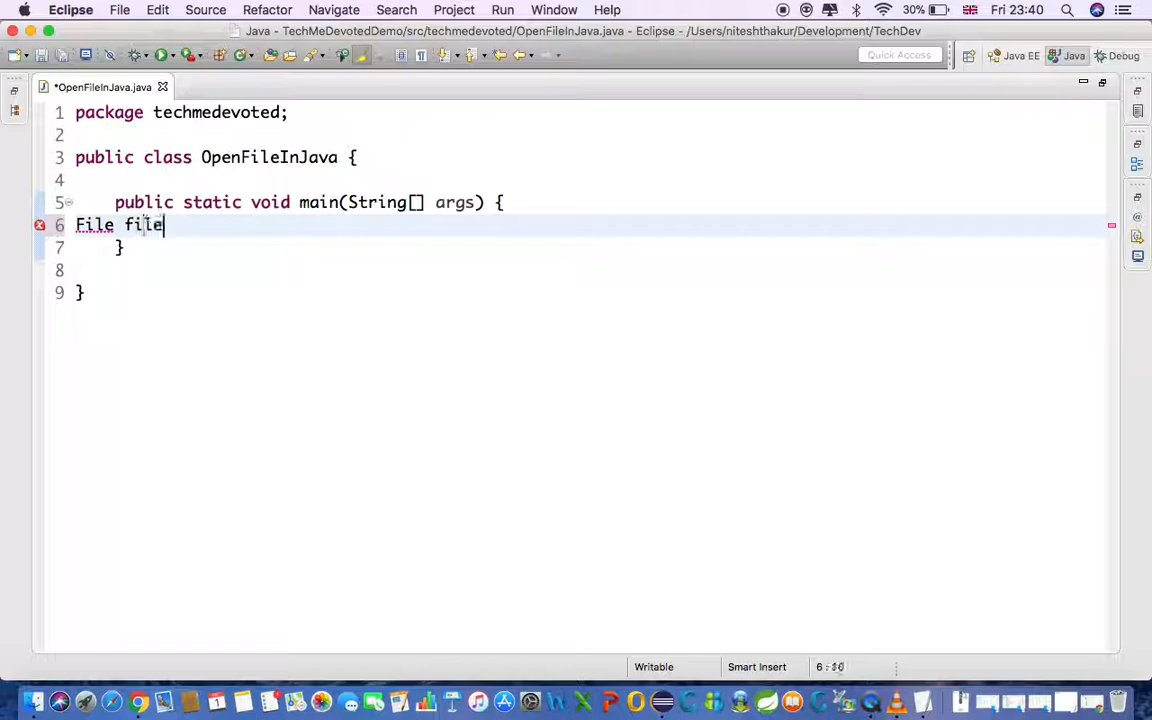 Eclipse File Edit Source Refactor Navigate Search Project Run Window Help 30% Fri 23:40
Java - TechMeDevotedDemo/src/techmedevoted/OpenFileInJava.java - Eclipse - /Users/niteshthakur/Development/TechDev
Quick Access Java EE Java Debug
*OpenFileInJava.java
1 package techmedevoted;
2
3 public class OpenFileInJava {
4
5 public static void main(String[] args) {
6 File file
7 }
8
9 }
Writable Smart Insert